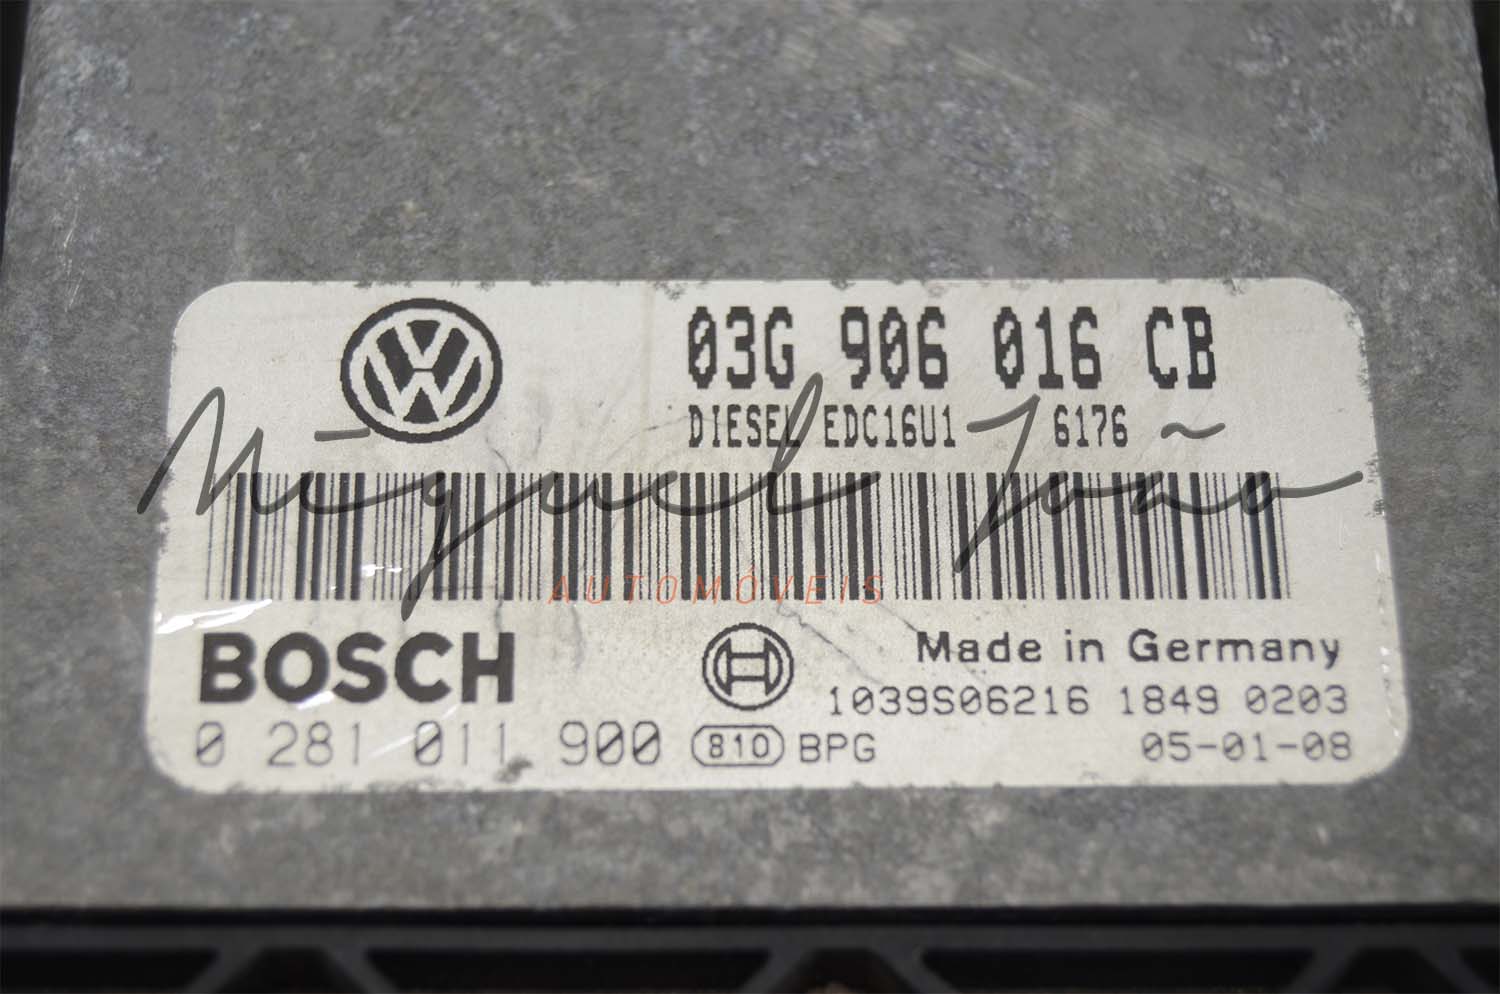 03G 906 016 CB
DIESEL EDC16U1 6176
Miguel João
AUTOMÓVEIS
BOSCH
Made in Germany
1039S06216 1849 0203
0 281 011 900 810 BPG 05-01-08